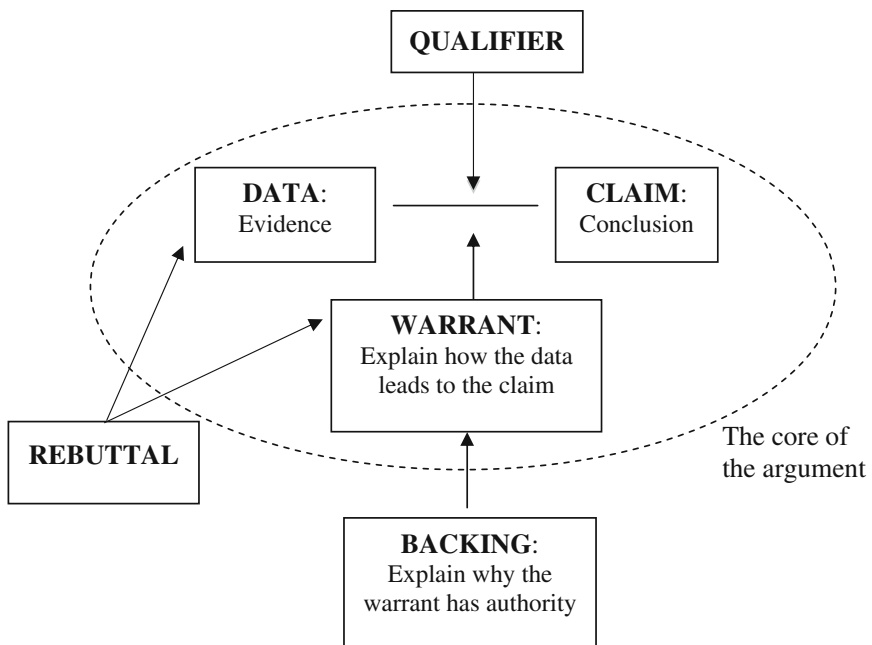 QUALIFIER
DATA:
Evidence
CLAIM:
Conclusion
WARRANT:
Explain how the data
leads to the claim
REBUTTAL
The core of
the argument
BACKING:
Explain why the
warrant has authority